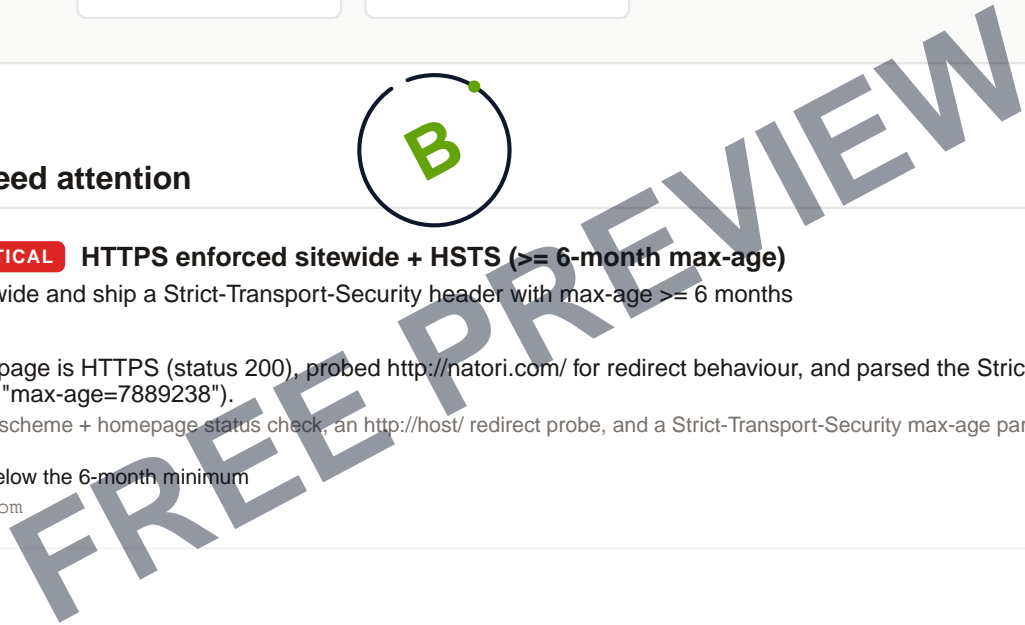 B
eed attention
TICAL HTTPS enforced sitewide + HSTS (>= 6-month max-age)
wide and ship a Strict-Transport-Security header with max-age >= 6 months
page is HTTPS (status 200), probed http://natori.com/ for redirect behaviour, and parsed the Stric
"max-age=7889238").
scheme + homepage status check, an http://host/ redirect probe, and a Strict-Transport-Security max-age par
elow the 6-month minimum
om
FREE PREVIEW